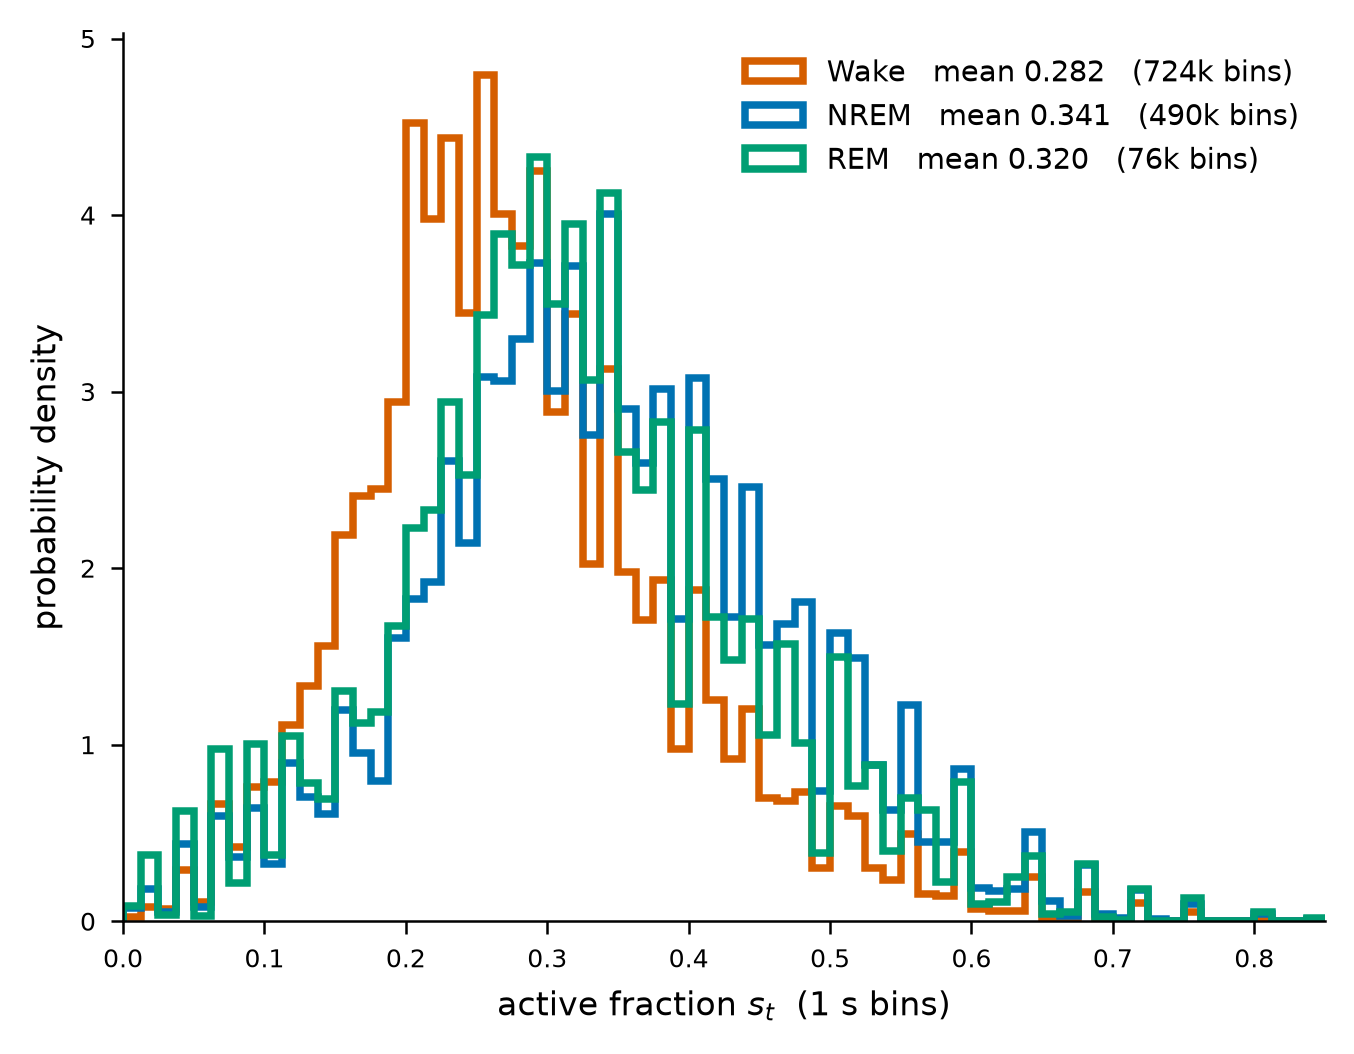 Wake mean 0.282 (724k bins)
NREM mean 0.341 (490k bins)
REM mean 0.320 (76k bins)
probability density
5
4
3
2
1
0
0.0 0.1 0.2 0.3 0.4 0.5 0.6 0.7 0.8
active fraction s_t (1 s bins)